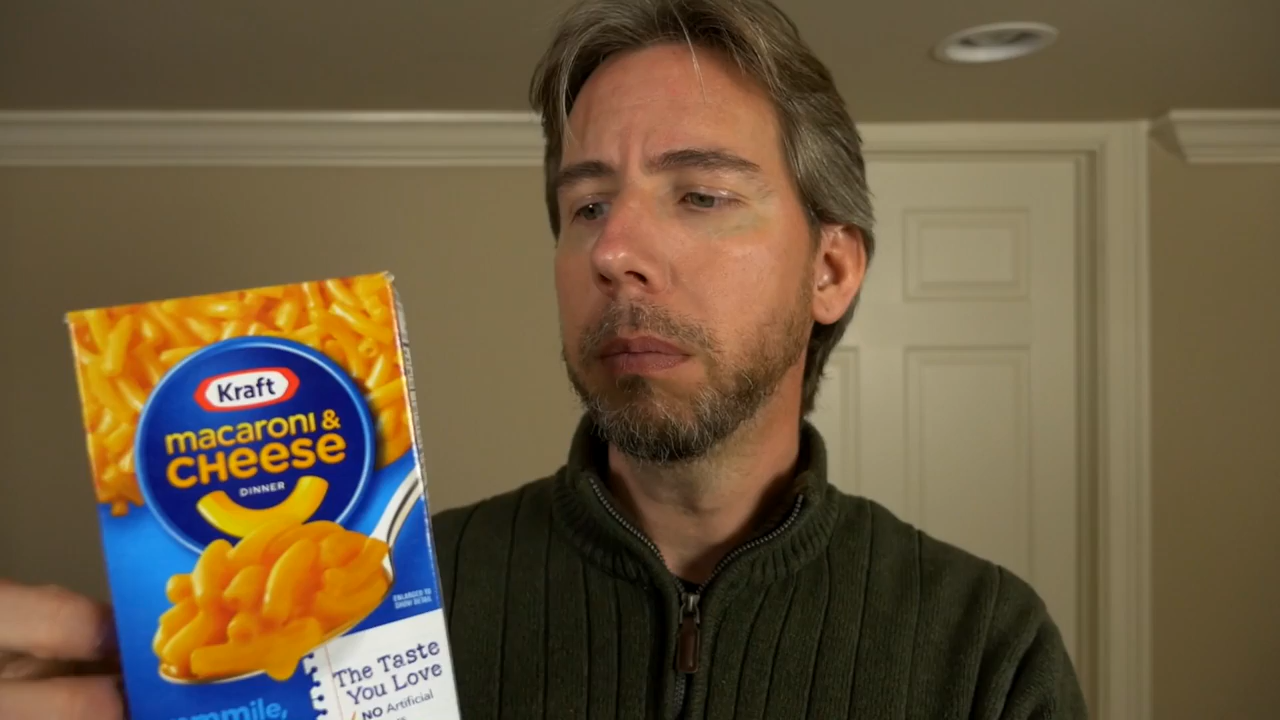 Kraft
macaroni &
CHeese
DINNER
ENLARGED TO
SHOW DETAIL
The Taste
You Love
✓ NO Artificial